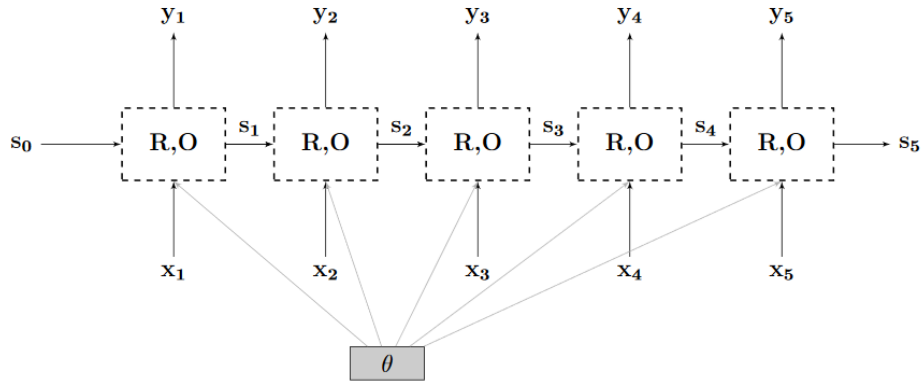 y₁ y₂ y₃ y₄ y₅
s₀ R,O s₁ R,O s₂ R,O s₃ R,O s₄ R,O s₅
x₁ x₂ x₃ x₄ x₅
θ